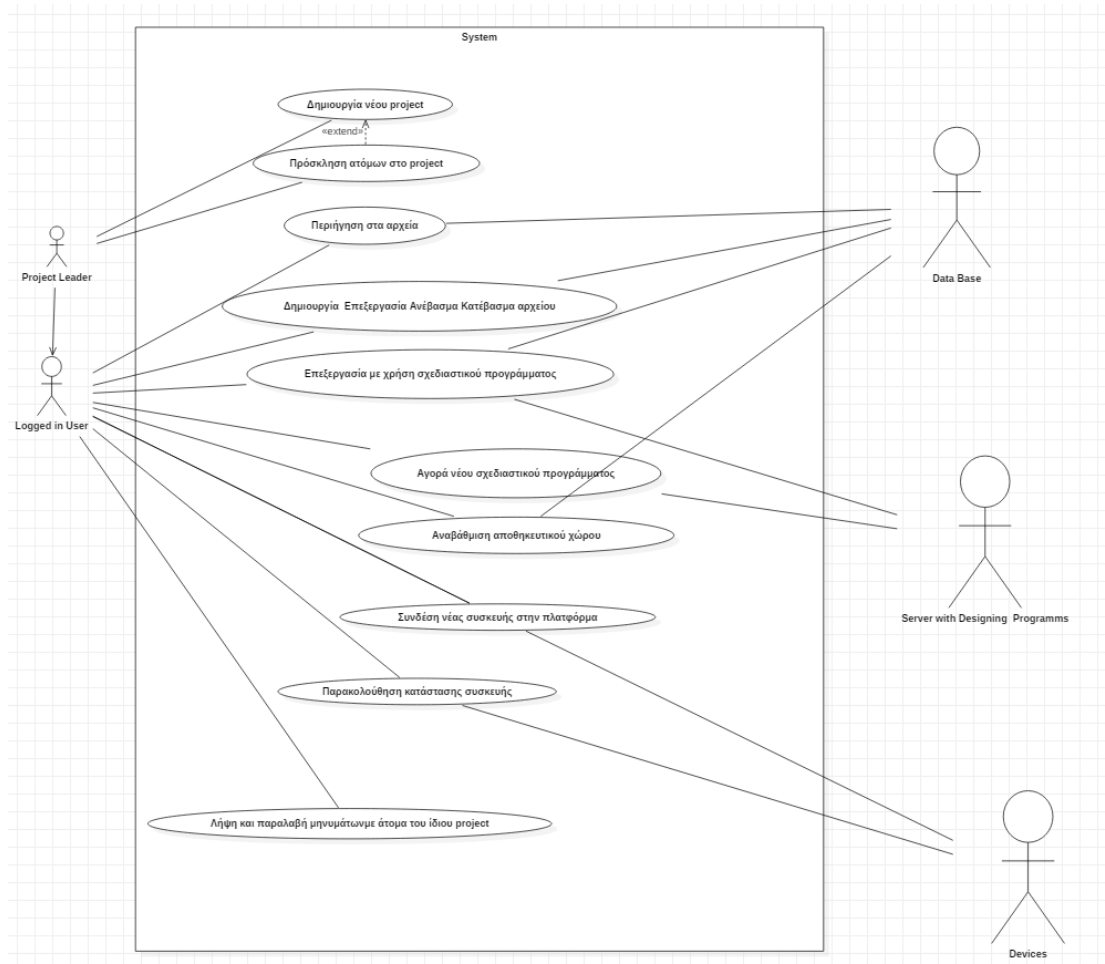 System
Δημιουργία νέου project
«extend»
Πρόσκληση ατόμων στο project
Περιήγηση στα αρχεία
Project Leader
Data Base
Δημιουργία Επεξεργασία Ανέβασμα Κατέβασμα αρχείου
Επεξεργασία με χρήση σχεδιαστικού προγράμματος
Logged in User
Αγορά νέου σχεδιαστικού προγράμματος
Αναβάθμιση αποθηκευτικού χώρου
Συνδέση νέας συσκευής στην πλατφόρμα
Server with Designing Programms
Παρακολούθηση κατάστασης συσκευής
Λήψη και παραλαβή μηνυμάτωνμε άτομα του ίδιου project
Devices